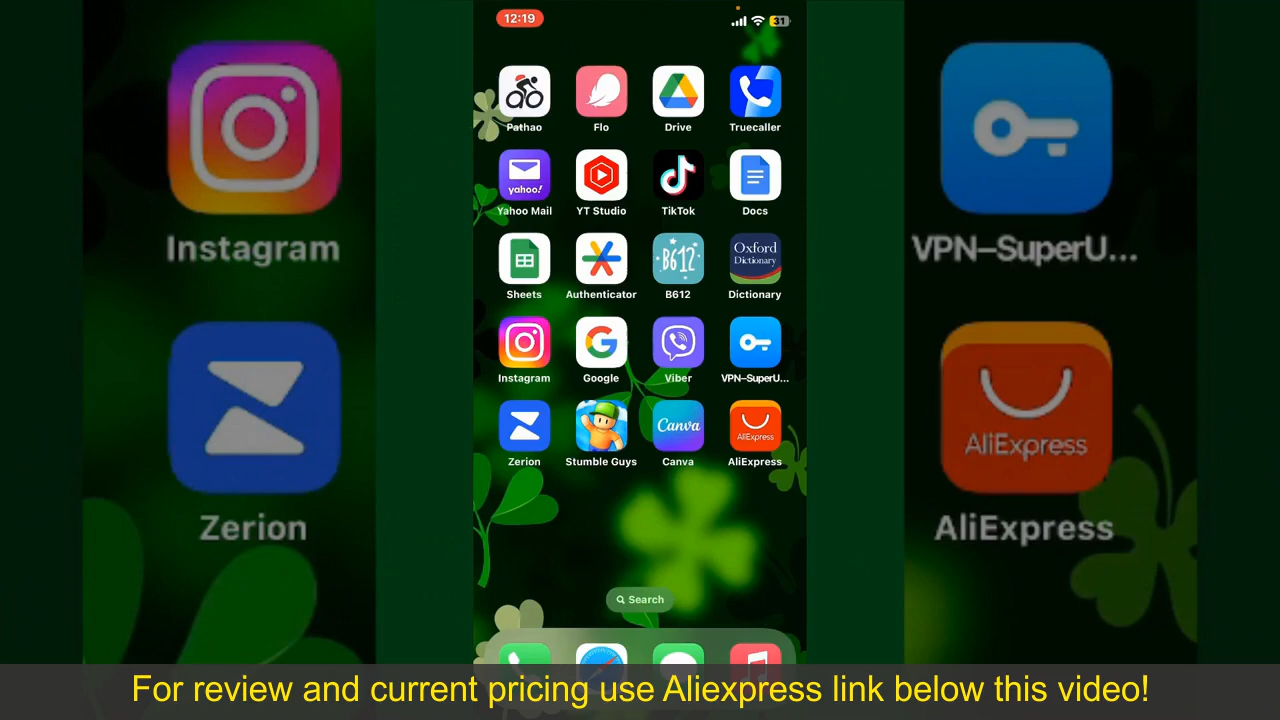 12:19
31
Pathao
Flo
Drive
Truecaller
yahoo!
Yahoo Mail
YT Studio
TikTok
Docs
B612
Oxford
Dictionary
Sheets
Authenticator
B612
Dictionary
Instagram
Google
Viber
VPN–SuperU...
Canva
AliExpress
Zerion
Stumble Guys
Canva
AliExpress
Search
Instagram
Zerion
VPN–SuperU...
AliExpress
AliExpress
For review and current pricing use Aliexpress link below this video!